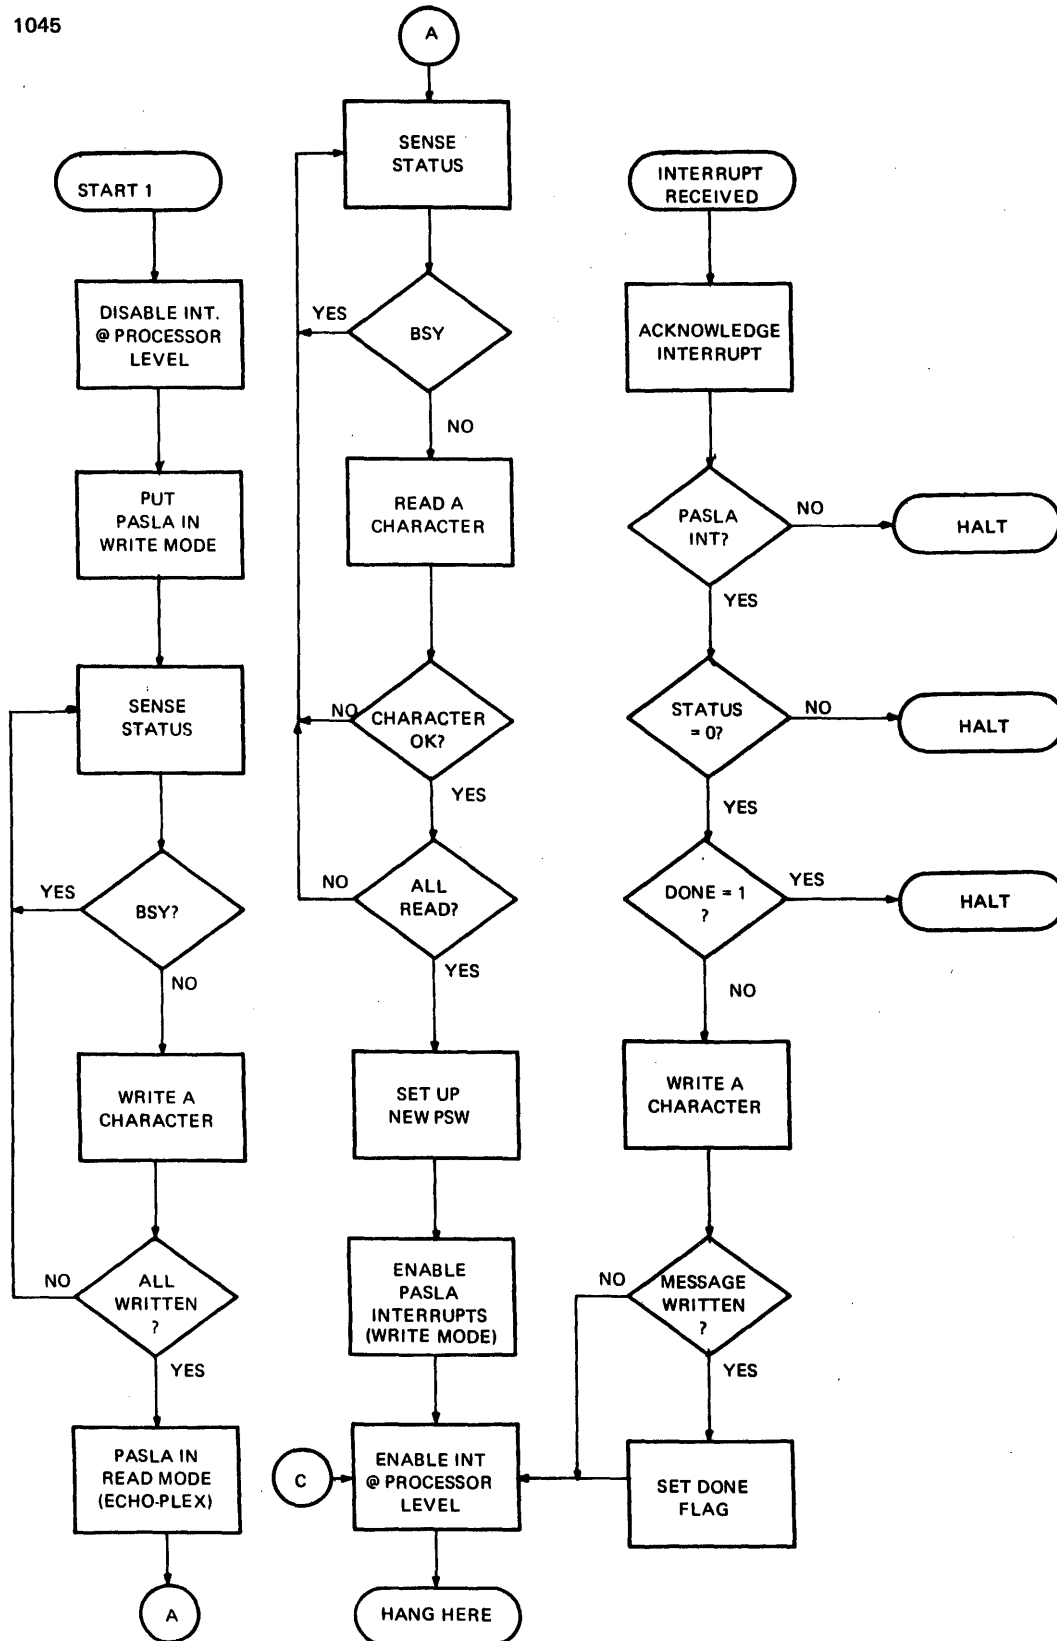 1045
START 1
DISABLE INT.
@ PROCESSOR
LEVEL
PUT
PASLA IN
WRITE MODE
SENSE
STATUS
YES
BSY?
NO
WRITE A
CHARACTER
NO
ALL
WRITTEN
?
YES
PASLA IN
READ MODE
(ECHO-PLEX)
A
A
SENSE
STATUS
YES
BSY
NO
READ A
CHARACTER
NO
CHARACTER
OK?
YES
NO
ALL
READ?
YES
SET UP
NEW PSW
ENABLE
PASLA
INTERRUPTS
(WRITE MODE)
C
ENABLE INT
@ PROCESSOR
LEVEL
HANG HERE
INTERRUPT
RECEIVED
ACKNOWLEDGE
INTERRUPT
PASLA
INT?
NO
HALT
YES
STATUS
= 0?
NO
HALT
YES
DONE = 1
?
YES
HALT
NO
WRITE A
CHARACTER
NO
MESSAGE
WRITTEN
?
YES
SET DONE
FLAG